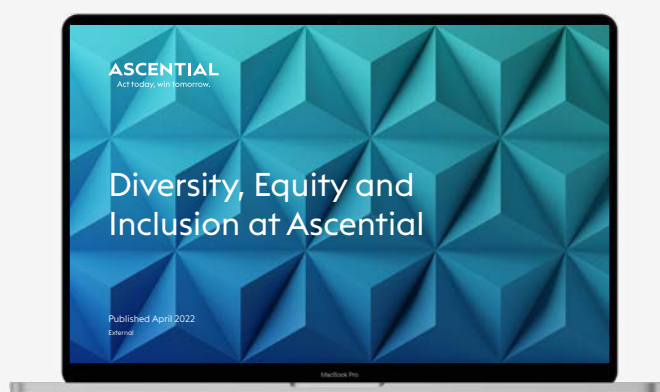 ASCENTIAL
Act today, win tomorrow.
Diversity, Equity and
Inclusion at Ascential
Published April 2022
External
MacBook Pro